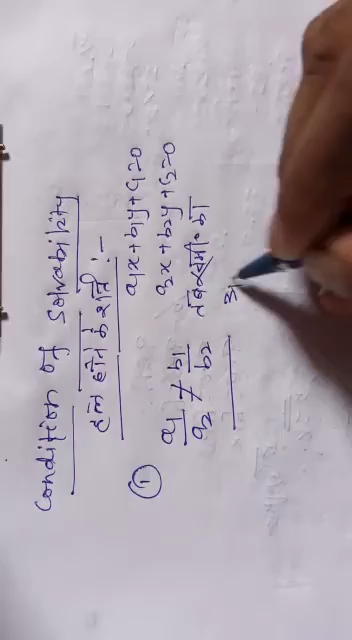 Condition of Solvability
हल होने के शर्त :-
a₁x + b₁y + c₁ = 0
a₂x + b₂y + c₂ = 0
① a₁/a₂ ≠ b₁/b₂